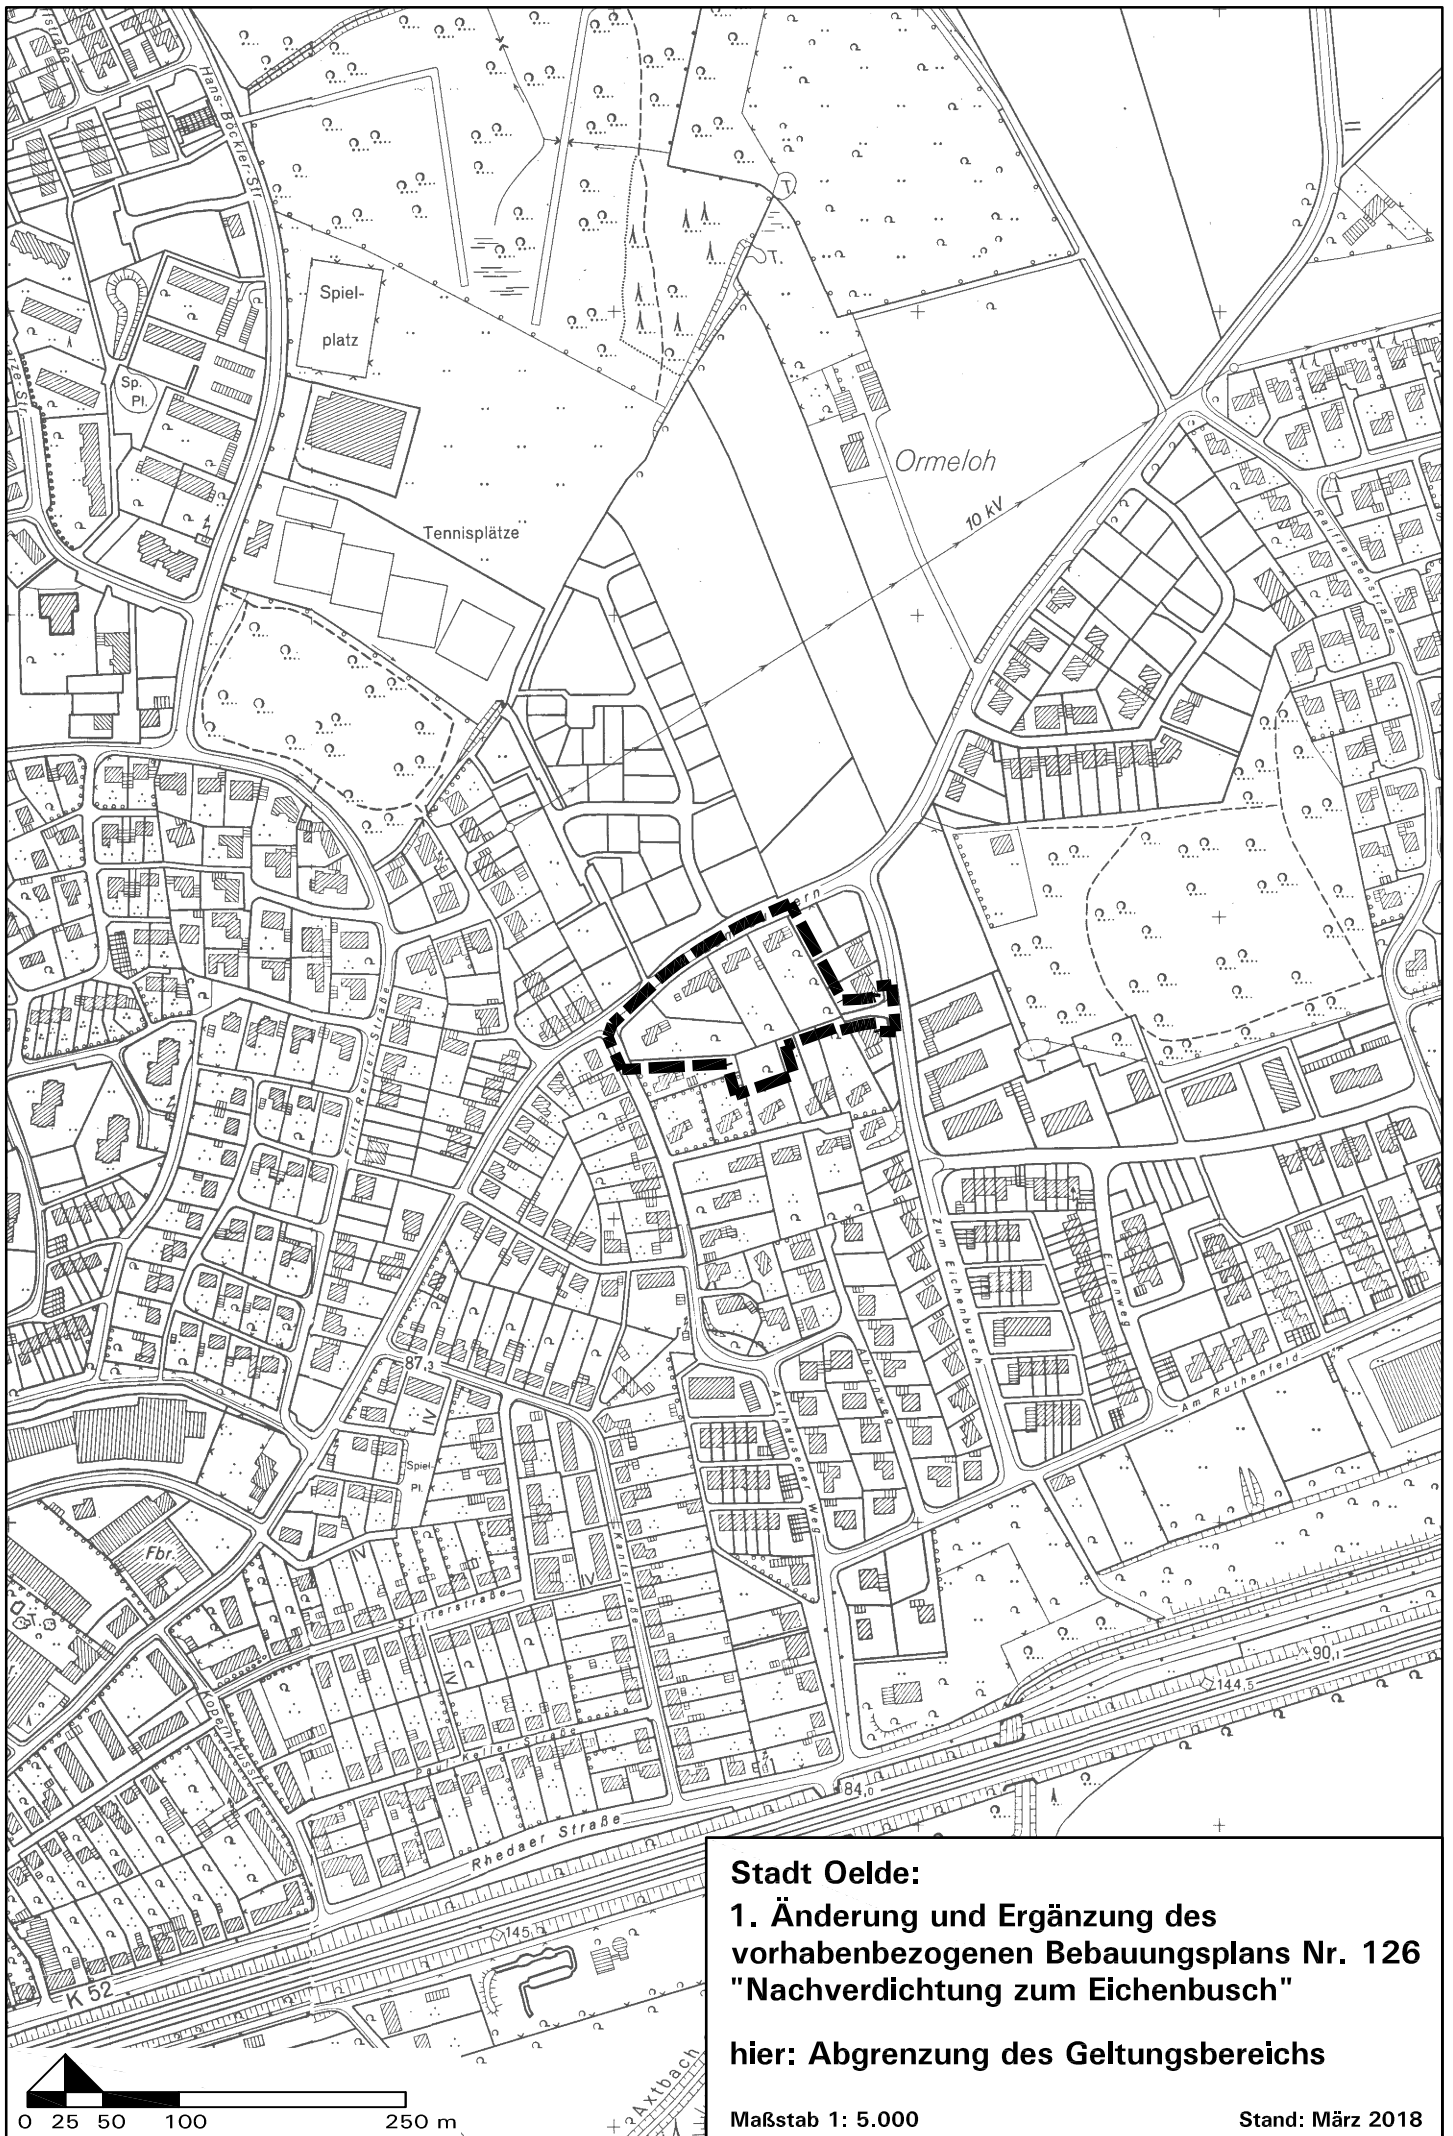 Hans-Böckler-Str.
Spiel-
platz
T.
T.
Sp.
Pl.
Ormeloh
10 kV
Tennisplätze
Raiffeisenstraße
Fritz-Reuter-Straße
T.
Zum Eichenbusch
Erlenweg
Ahornweg
Am Ruthenfeld
87,3
Axthausener Weg
IV
Spiel-
Pl.
Fbr.
IV
IV
Kantstraße
Stifterstraße
IV
Kopernikusstr.
Paul-Keller-Straße
90,1
144,5
84,0
Rhedaer Straße
145
K 52
Axtbach
Stadt Oelde:
1. Änderung und Ergänzung des
vorhabenbezogenen Bebauungsplans Nr. 126
"Nachverdichtung zum Eichenbusch"
hier: Abgrenzung des Geltungsbereichs
Maßstab 1: 5.000
Stand: März 2018
0 25 50 100 250 m